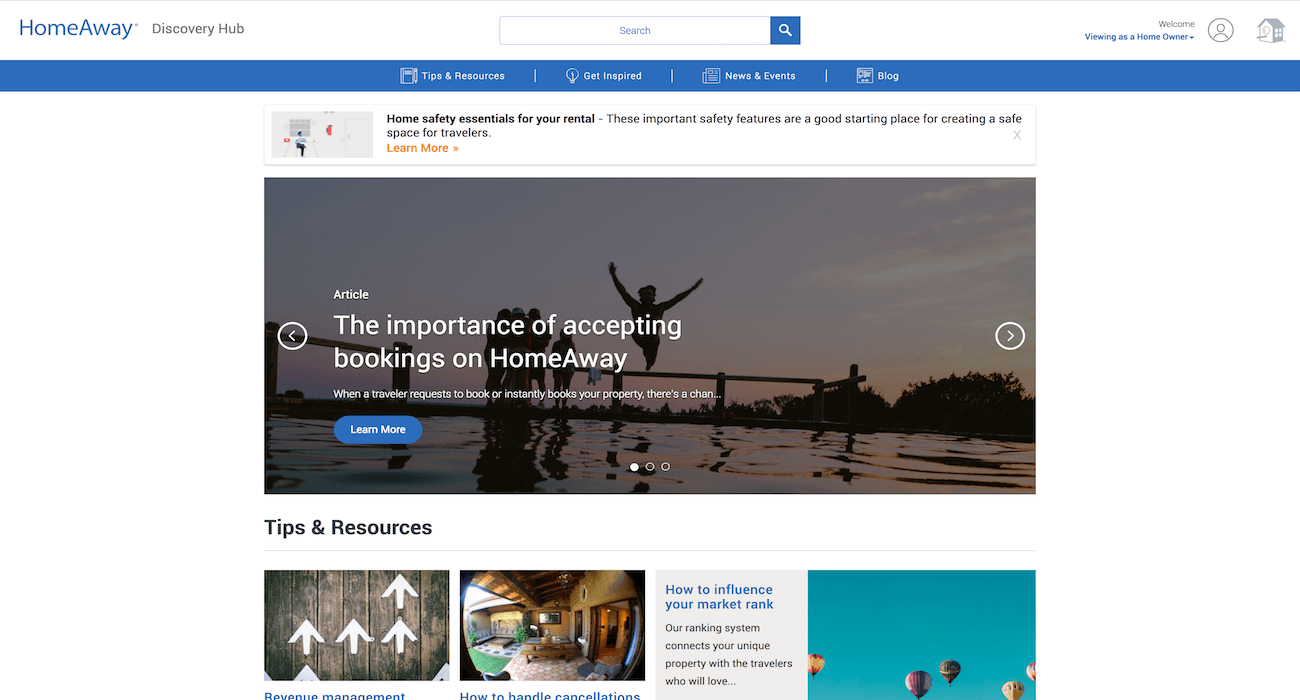 HomeAway® Discovery Hub
Search
Welcome
Viewing as a Home Owner
Tips & Resources | Get Inspired | News & Events | Blog
Home safety essentials for your rental - These important safety features are a good starting place for creating a safe
space for travelers.
X
Learn More »
Article
The importance of accepting
bookings on HomeAway
When a traveler requests to book or instantly books your property, there's a chan...
Learn More
Tips & Resources
Revenue management
How to handle cancellations
How to influence
your market rank
Our ranking system
connects your unique
property with the travelers
who will love...